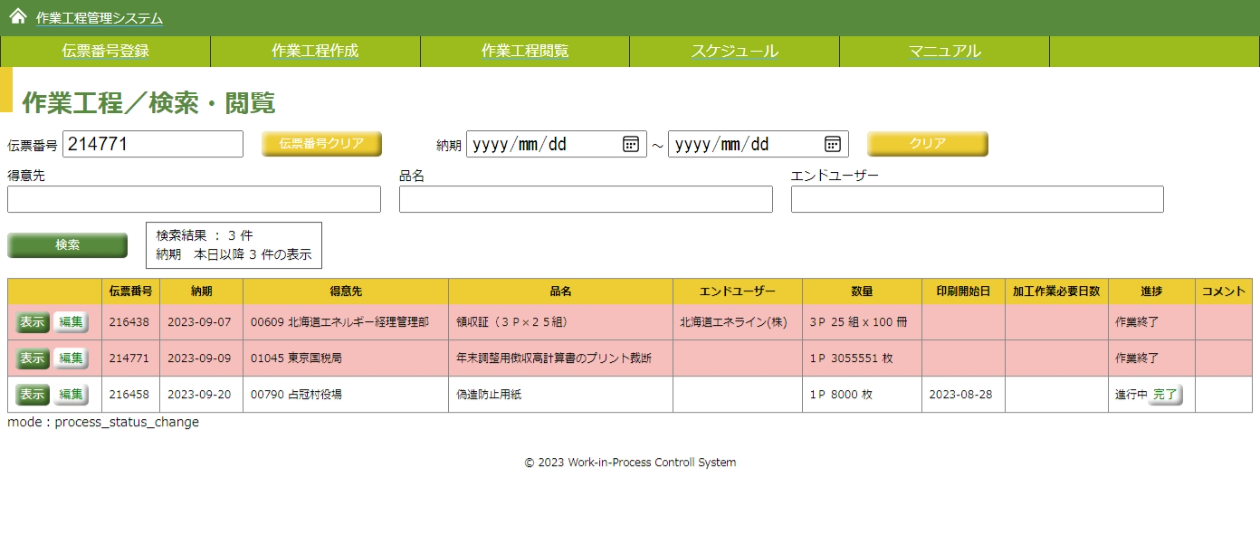 作業工程管理システム
伝票番号登録 作業工程作成 作業工程閲覧 スケジュール マニュアル
作業工程／検索・閲覧
伝票番号 214771 伝票番号クリア 納期 yyyy/mm/dd ～ yyyy/mm/dd クリア
得意先 品名 エンドユーザー
検索 検索結果 ： 3 件
納期 本日以降 3 件の表示
伝票番号 納期 得意先 品名 エンドユーザー 数量 印刷開始日 加工作業必要日数 進捗 コメント
表示 編集 216438 2023-09-07 00609 北海道エネルギー経理管理部 領収証（３Ｐ×２５組） 北海道エネライン(株) 3Ｐ 25 組 x 100 冊 作業終了
表示 編集 214771 2023-09-09 01045 東京国税局 年末調整用徴収高計算書のプリント裁断 1Ｐ 3055551 枚 作業終了
表示 編集 216458 2023-09-20 00790 占冠村役場 偽造防止用紙 1Ｐ 8000 枚 2023-08-28 進行中 完了
mode : process_status_change
© 2023 Work-in-Process Controll System